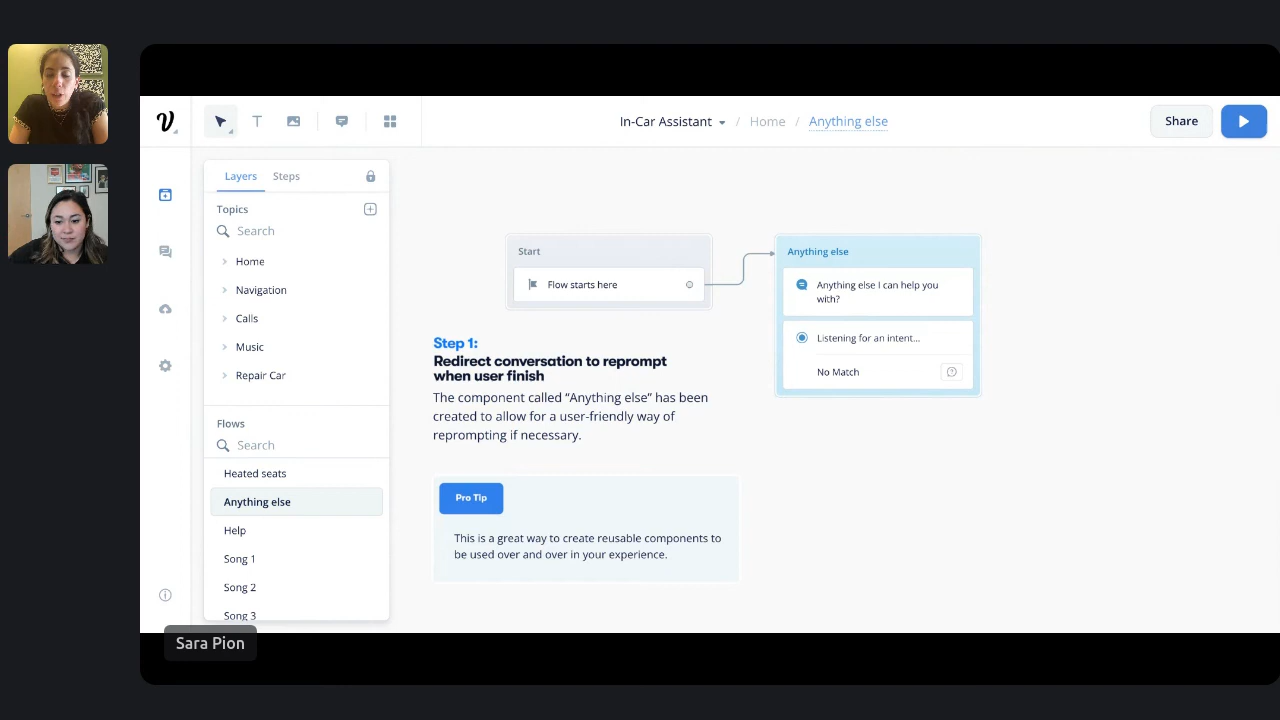 In-Car Assistant / Home / Anything else
Share
Layers Steps
Topics
Search
Home
Navigation
Calls
Music
Repair Car
Flows
Search
Heated seats
Anything else
Help
Song 1
Song 2
Song 3
Start
Flow starts here
Anything else
Anything else I can help you
with?
Listening for an intent...
No Match
Step 1:
Redirect conversation to reprompt
when user finish
The component called “Anything else” has been
created to allow for a user-friendly way of
reprompting if necessary.
Pro Tip
This is a great way to create reusable components to
be used over and over in your experience.
Sara Pion